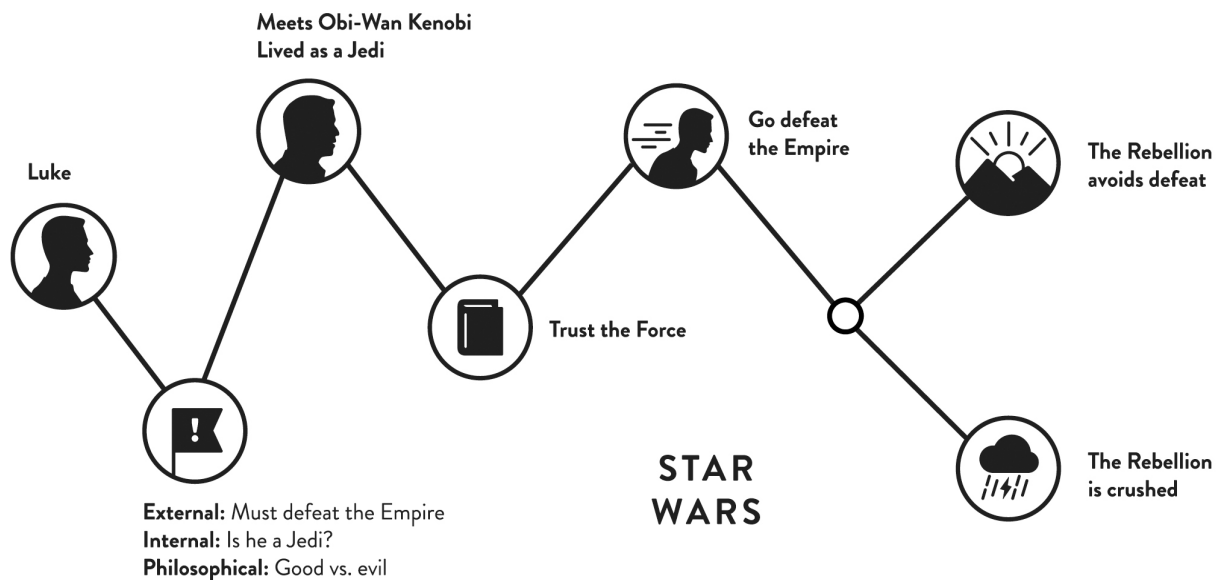 Luke
External: Must defeat the Empire
Internal: Is he a Jedi?
Philosophical: Good vs. evil
Meets Obi-Wan Kenobi
Lived as a Jedi
Trust the Force
Go defeat
the Empire
The Rebellion
avoids defeat
The Rebellion
is crushed
STAR
WARS